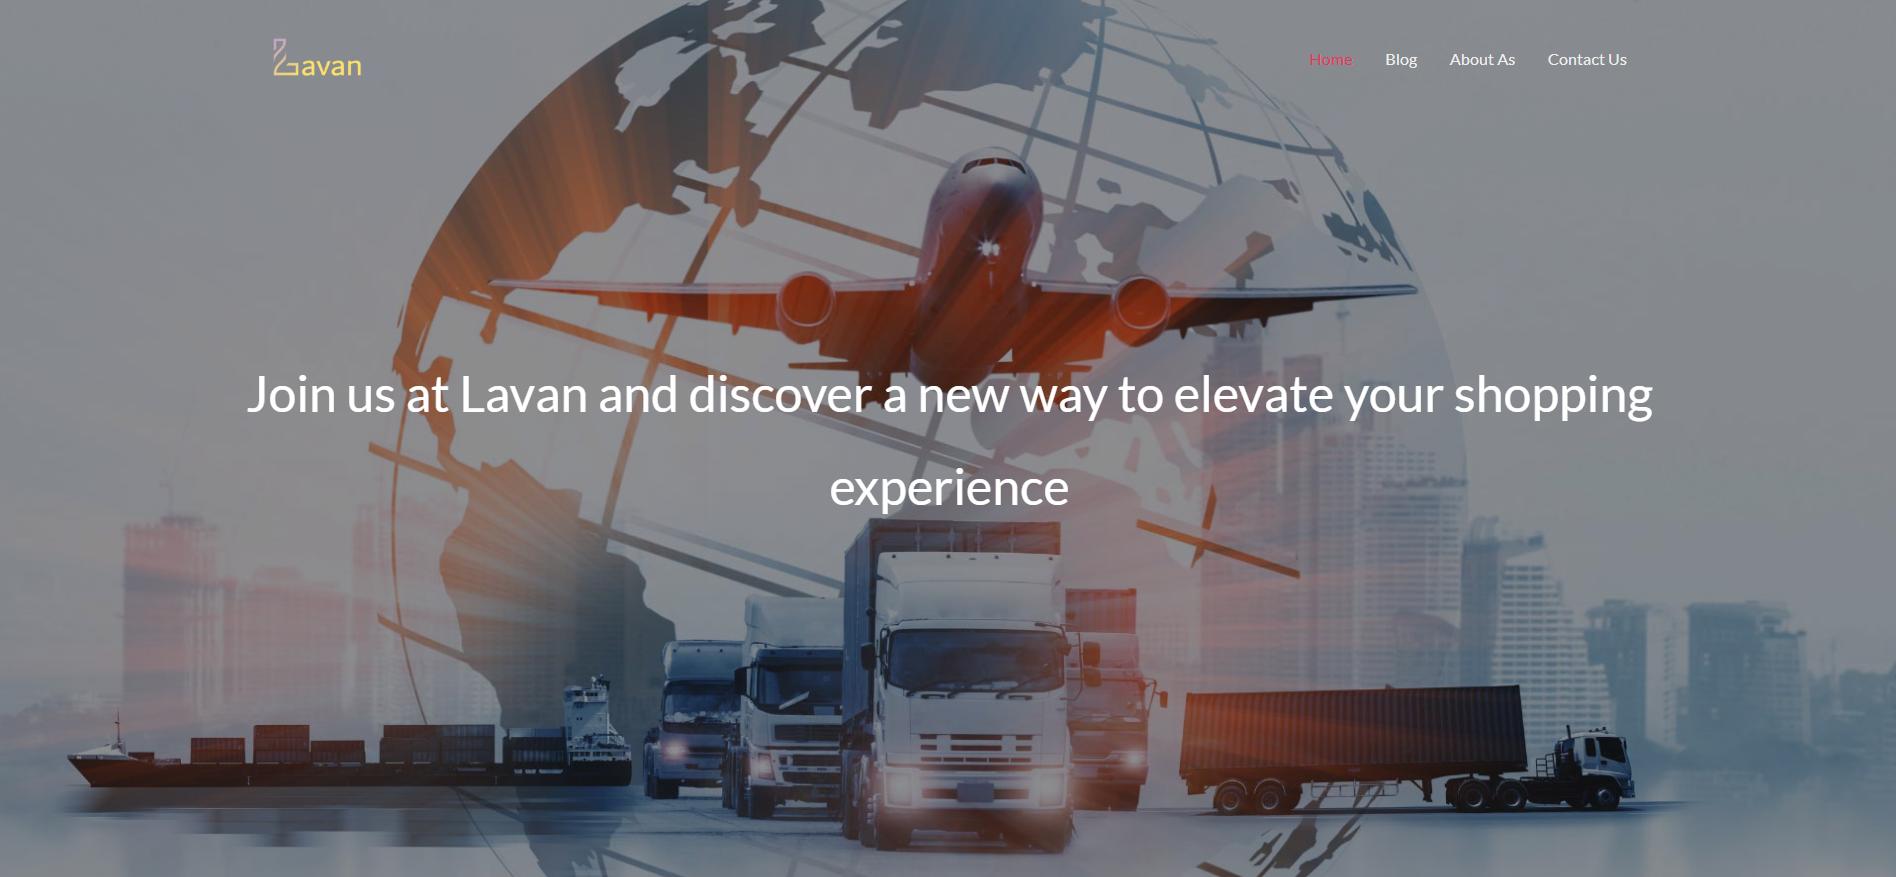 Lavan
Home Blog About As Contact Us
Join us at Lavan and discover a new way to elevate your shopping
experience